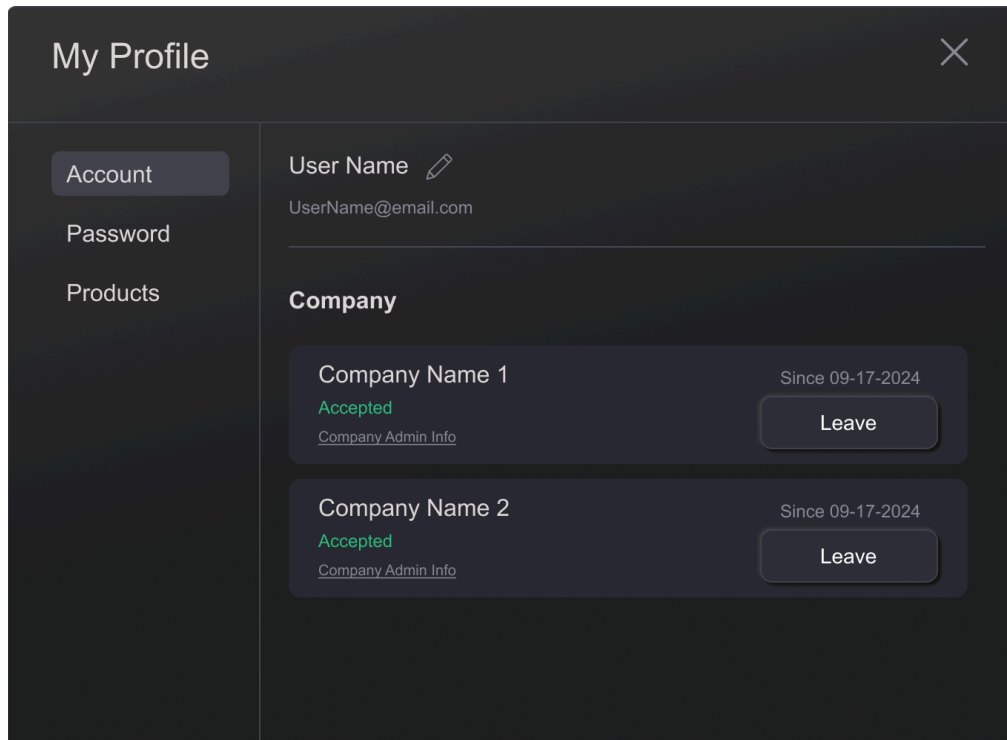 My Profile
Account
Password
Products
User Name
UserName@email.com
Company
Company Name 1
Since 09-17-2024
Accepted
Leave
Company Admin Info
Company Name 2
Since 09-17-2024
Accepted
Leave
Company Admin Info